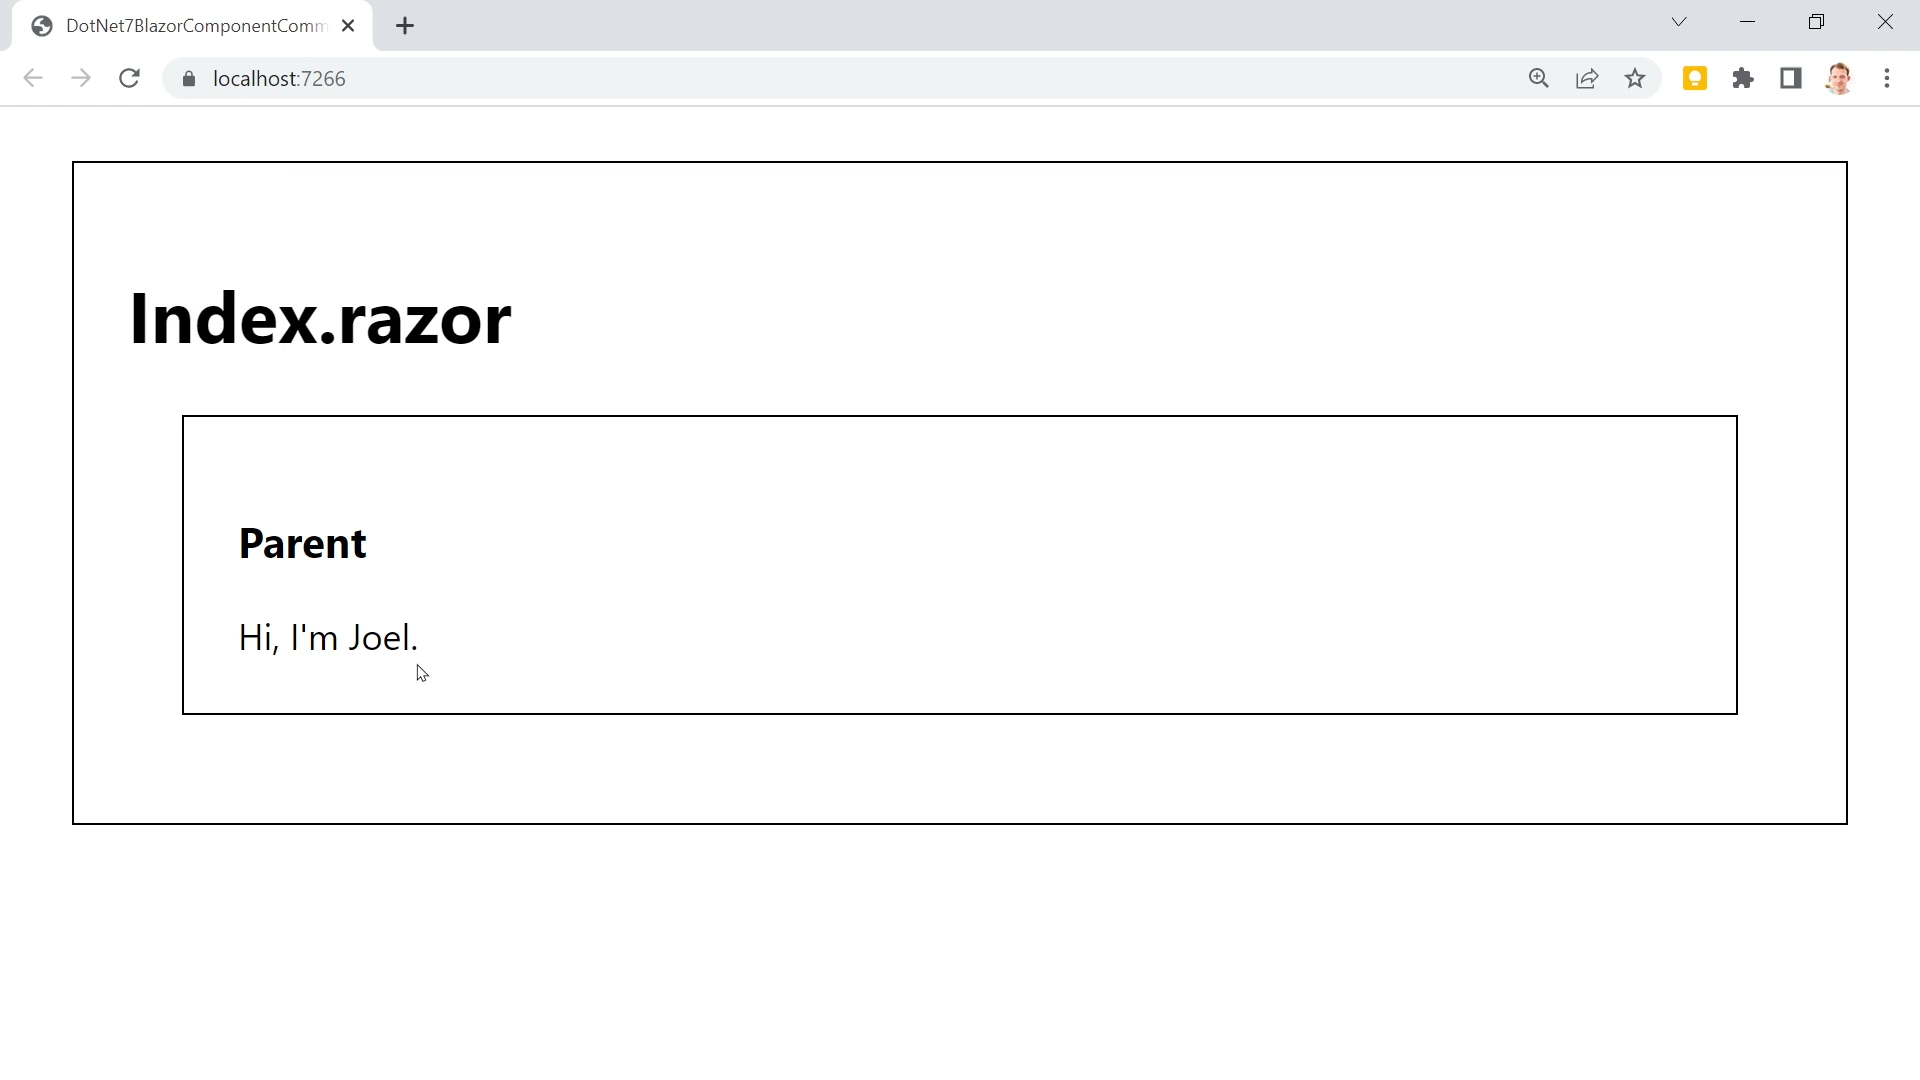 DotNet7BlazorComponentComm
localhost:7266
Index.razor
Parent
Hi, I'm Joel.